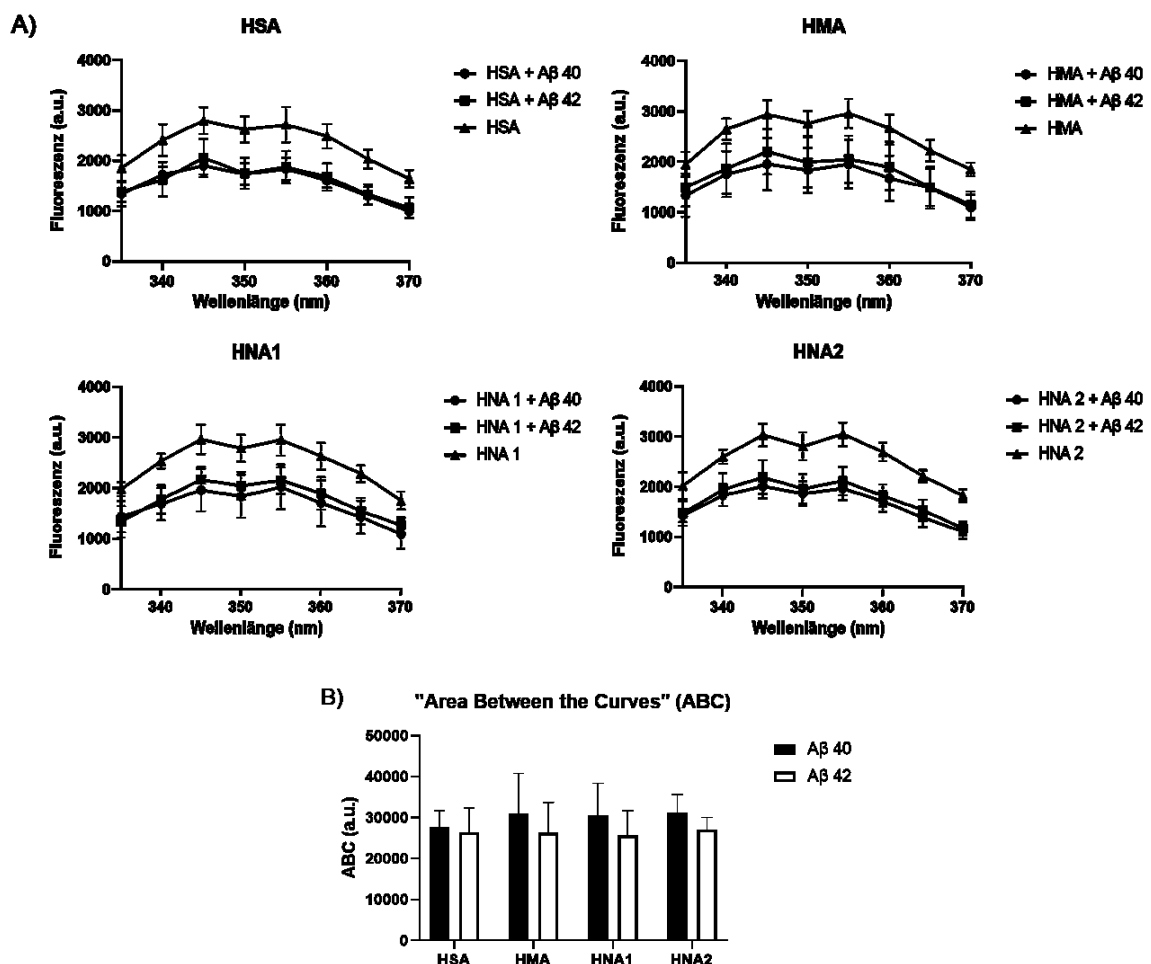 A)
HSA
4000
3000
2000
1000
0
Fluoreszenz (a.u.)
340
350
360
370
Wellenlänge (nm)
HSA + Aβ 40
HSA + Aβ 42
HSA
HMA
4000
3000
2000
1000
0
Fluoreszenz (a.u.)
340
350
360
370
Wellenlänge (nm)
HMA + Aβ 40
HMA + Aβ 42
HMA
HNA1
4000
3000
2000
1000
0
Fluoreszenz (a.u.)
340
350
360
370
Wellenlänge (nm)
HNA 1 + Aβ 40
HNA 1 + Aβ 42
HNA 1
HNA2
4000
3000
2000
1000
0
Fluoreszenz (a.u.)
340
350
360
370
Wellenlänge (nm)
HNA 2 + Aβ 40
HNA 2 + Aβ 42
HNA 2
B)
"Area Between the Curves" (ABC)
50000
40000
30000
20000
10000
0
ABC (a.u.)
HSA
HMA
HNA1
HNA2
Aβ 40
Aβ 42